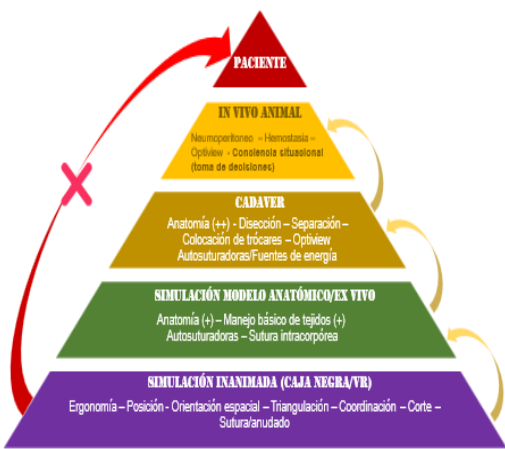 PACIENTE
IN VIVO ANIMAL
Neumoperitoneo – Hemostasia –
Optiview - Conciencia situacional
(toma de decisiones)
CADAVER
Anatomía (++) - Disección – Separación –
Colocación de trócares – Optiview
Autosuturadoras/Fuentes de energía
SIMULACIÓN MODELO ANATÓMICO/EX VIVO
Anatomía (+) – Manejo básico de tejidos (+)
Autosuturadoras – Sutura intracorpórea
SIMULACIÓN INANIMADA (CAJA NEGRA/VR)
Ergonomía – Posición - Orientación espacial – Triangulación – Coordinación – Corte –
Sutura/anudado